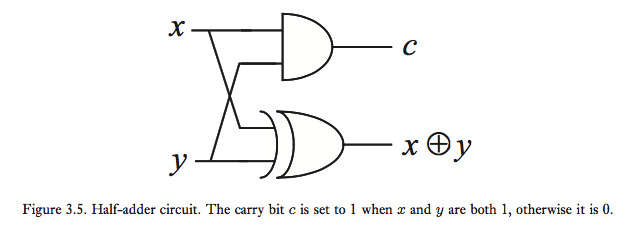 x
c
y
x ⊕ y
Figure 3.5. Half-adder circuit. The carry bit c is set to 1 when x and y are both 1, otherwise it is 0.